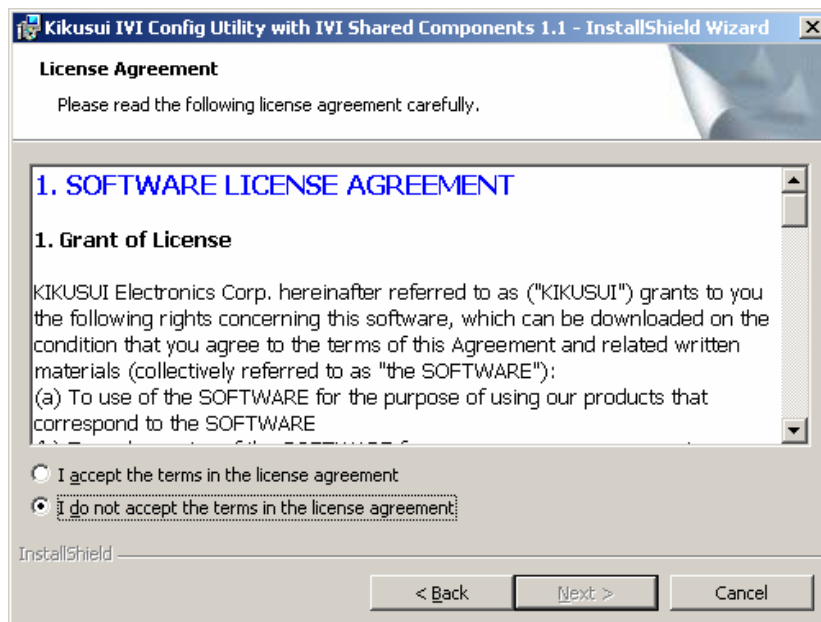 Kikusui IVI Config Utility with IVI Shared Components 1.1 - InstallShield Wizard
License Agreement
Please read the following license agreement carefully.
1. SOFTWARE LICENSE AGREEMENT
1. Grant of License
KIKUSUI Electronics Corp. hereinafter referred to as ("KIKUSUI") grants to you
the following rights concerning this software, which can be downloaded on the
condition that you agree to the terms of this Agreement and related written
materials (collectively referred to as "the SOFTWARE"):
(a) To use of the SOFTWARE for the purpose of using our products that
correspond to the SOFTWARE
I accept the terms in the license agreement
I do not accept the terms in the license agreement
InstallShield
< Back
Next >
Cancel